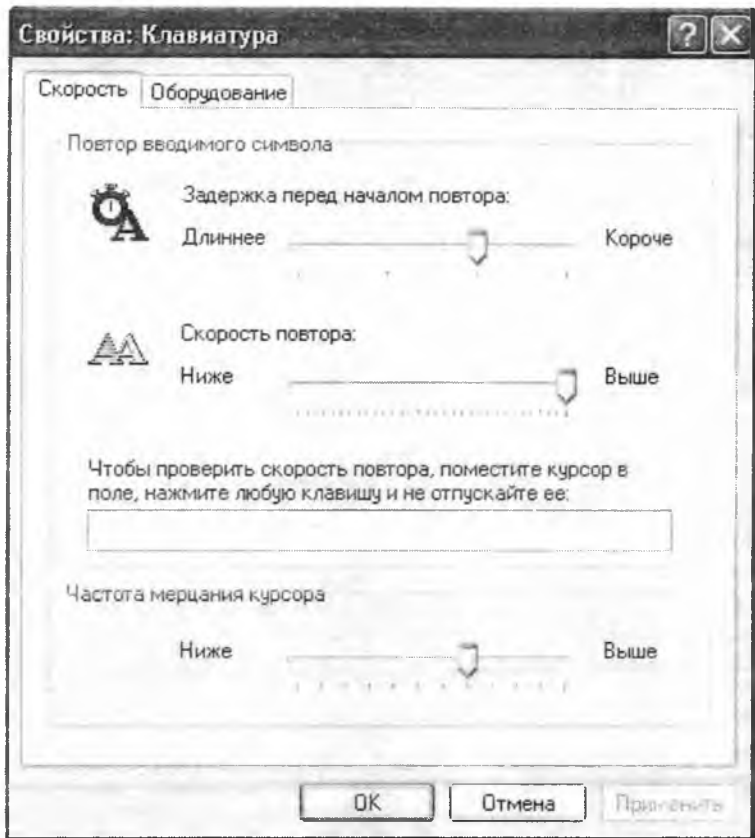 Свойства: Клавиатура
Скорость Оборудование
Повтор вводимого символа
Задержка перед началом повтора:
Длиннее Короче
Скорость повтора:
Ниже Выше
Чтобы проверить скорость повтора, поместите курсор в
поле, нажмите любую клавишу и не отпускайте ее:
Частота мерцания курсора
Ниже Выше
OK Отмена Применить